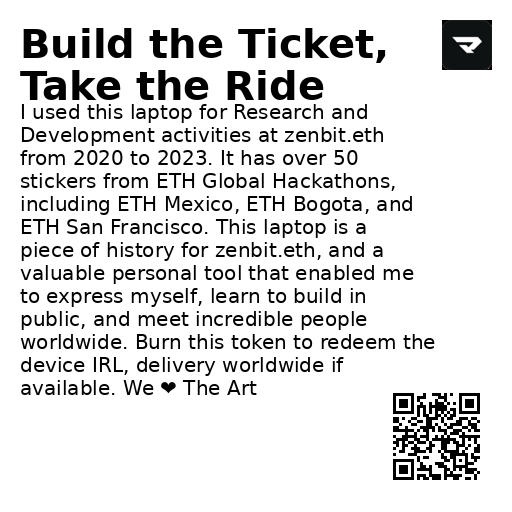 Build the Ticket,
Take the Ride
I used this laptop for Research and
Development activities at zenbit.eth
from 2020 to 2023. It has over 50
stickers from ETH Global Hackathons,
including ETH Mexico, ETH Bogota, and
ETH San Francisco. This laptop is a
piece of history for zenbit.eth, and a
valuable personal tool that enabled me
to express myself, learn to build in
public, and meet incredible people
worldwide. Burn this token to redeem the
device IRL, delivery worldwide if
available. We ❤ The Art